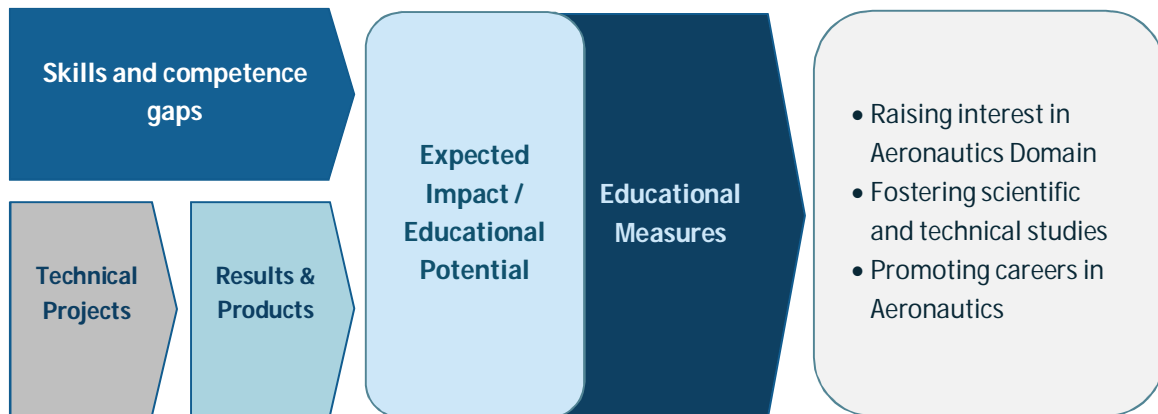 Skills and competence
gaps
Technical
Projects
Results &
Products
Expected
Impact /
Educational
Potential
Educational
Measures
• Raising interest in
Aeronautics Domain
• Fostering scientific
and technical studies
• Promoting careers in
Aeronautics